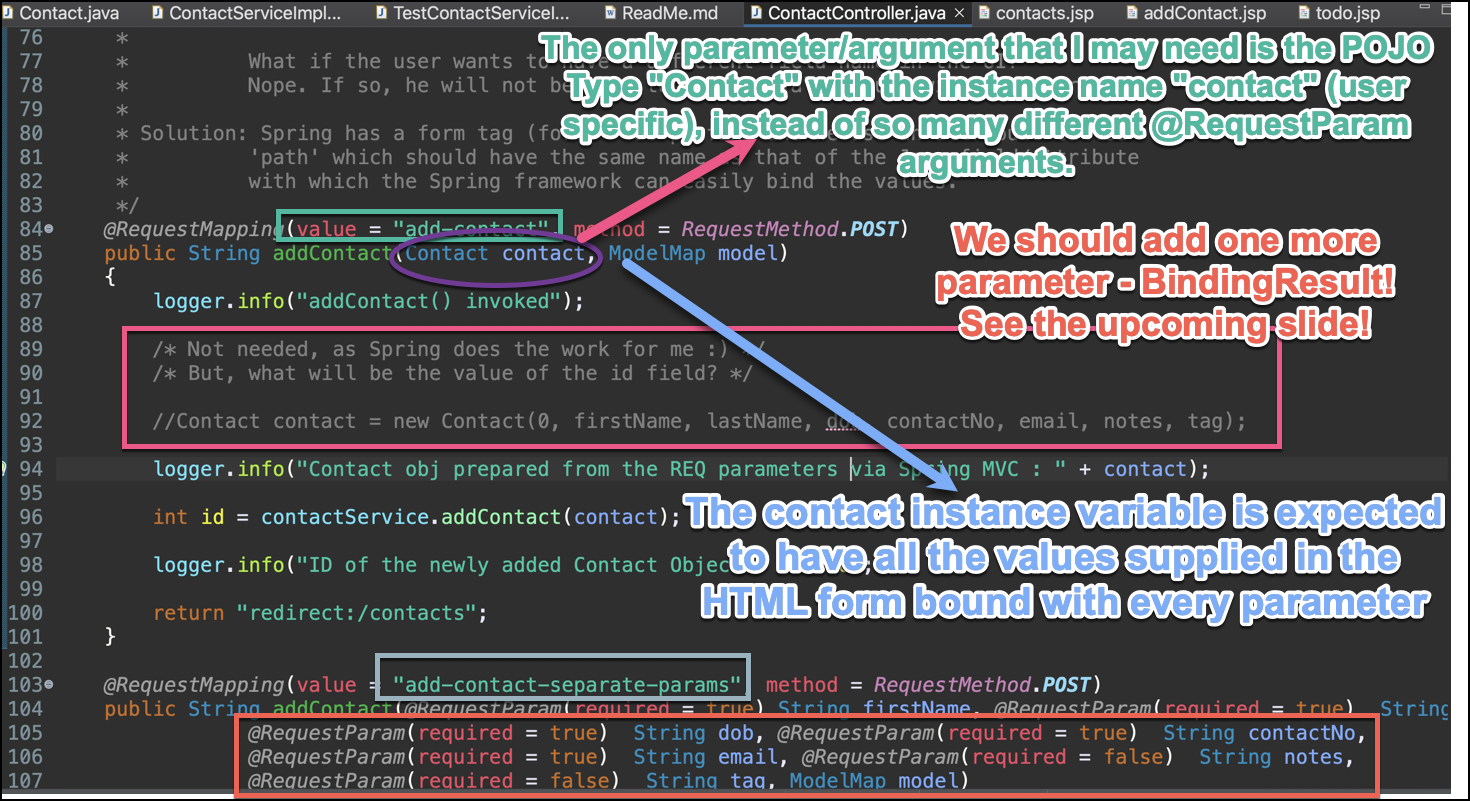 Contact.java ContactServiceImpl... TestContactServiceI... ReadMe.md ContactController.java contacts.jsp addContact.jsp todo.jsp
The only parameter/argument that I may need is the POJO
Type "Contact" with the instance name "contact" (user
specific), instead of so many different @RequestParam
arguments.
76 *
77 * What if the user wants to
78 * Nope. If so, he will not be
79 *
80 * Solution: Spring has a form tag
81 * 'path' which should have the same name that of the
82 * with which the Spring framework can easily bind the values.
83 */
84 @RequestMapping(value = "add-contact", method = RequestMethod.POST)
85 public String addContact(Contact contact, ModelMap model)
We should add one more
parameter - BindingResult!
See the upcoming slide!
86 {
87 logger.info("addContact() invoked");
88
89 /* Not needed, as Spring does the work for me :) */
90 /* But, what will be the value of the id field? */
91
92 //Contact contact = new Contact(0, firstName, lastName, contactNo, email, notes, tag);
93
94 logger.info("Contact obj prepared from the REQ parameters via Spring MVC : " + contact);
95
96 int id = contactService.addContact(contact);
97
98 logger.info("ID of the newly added Contact Objec
99
100 return "redirect:/contacts";
101 }
The contact instance variable is expected
to have all the values supplied in the
HTML form bound with every parameter
102
103 @RequestMapping(value = "add-contact-separate-params", method = RequestMethod.POST)
104 public String addContact(@RequestParam(required = true) String firstName, @RequestParam(required = true) String
105 @RequestParam(required = true) String dob, @RequestParam(required = true) String contactNo,
106 @RequestParam(required = true) String email, @RequestParam(required = false) String notes,
107 @RequestParam(required = false) String tag, ModelMap model)